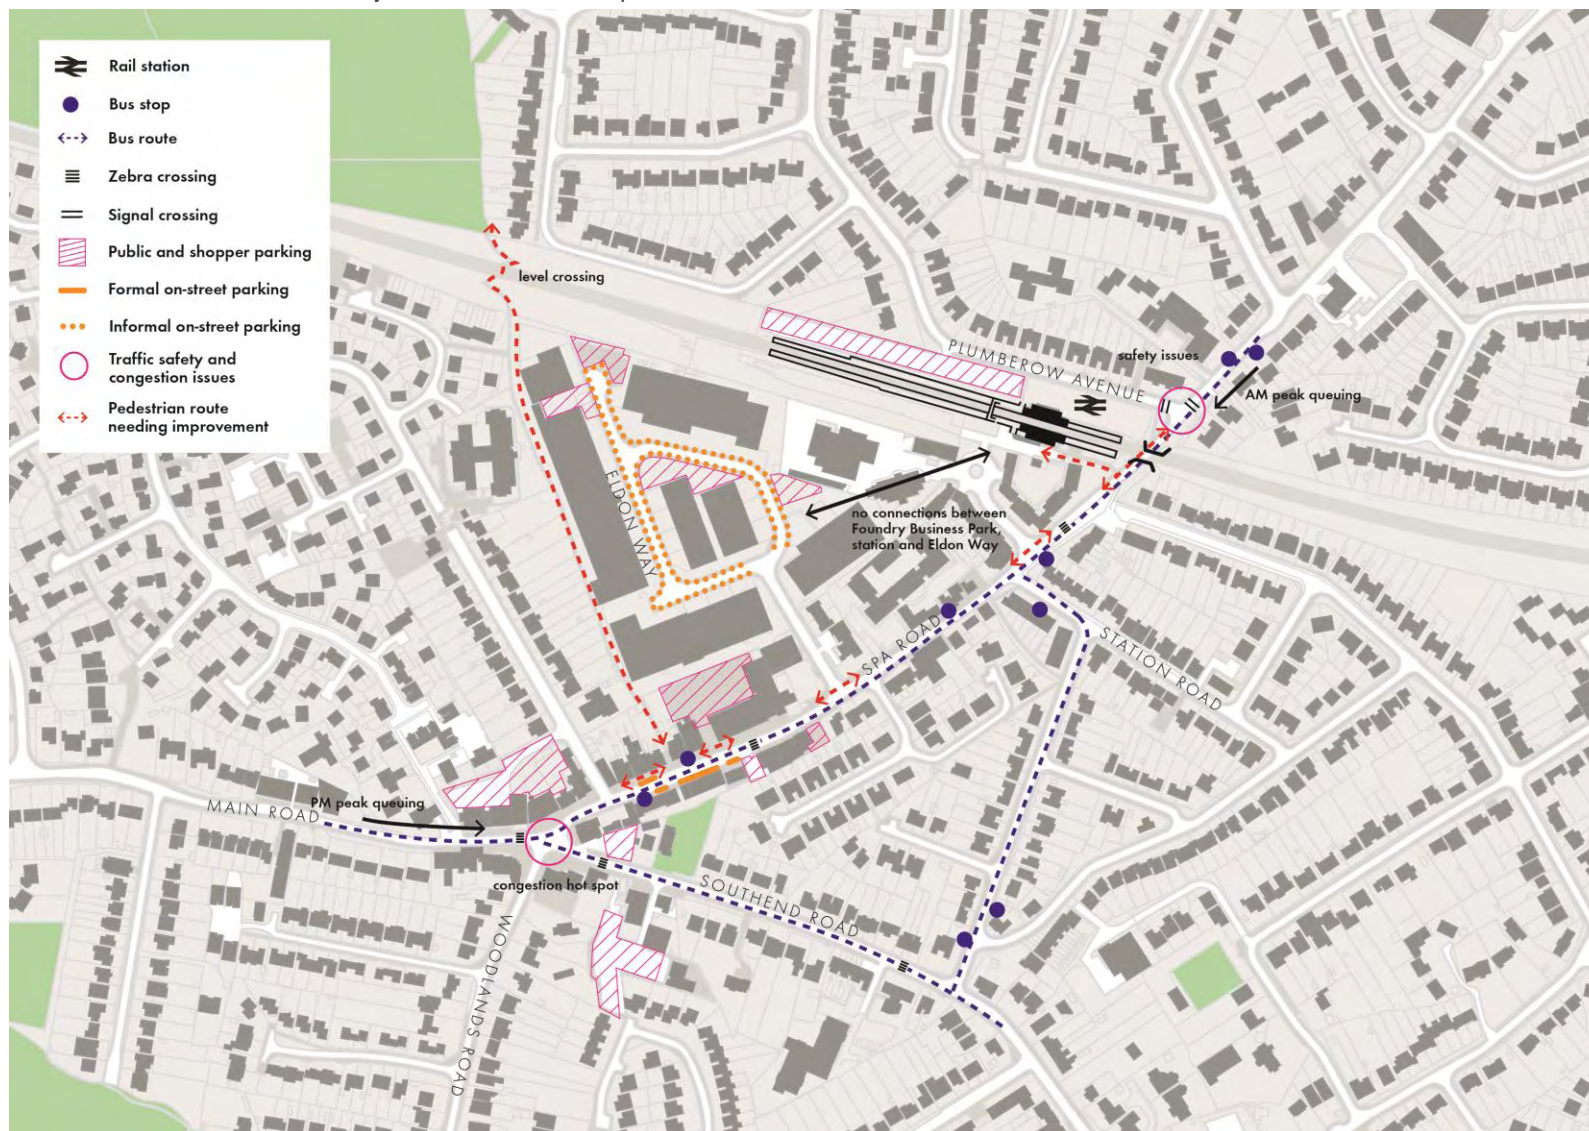 Rail station
Bus stop
Bus route
Zebra crossing
Signal crossing
Public and shopper parking
Formal on-street parking
Informal on-street parking
Traffic safety and
congestion issues
Pedestrian route
needing improvement
level crossing
PLUMBEROW AVENUE
safety issues
AM peak queuing
ELDON WAY
no connections between
Foundry Business Park,
station and Eldon Way
SPA ROAD
STATION ROAD
MAIN ROAD
PM peak queuing
congestion hot spot
SOUTHEND ROAD
WOODLANDS ROAD